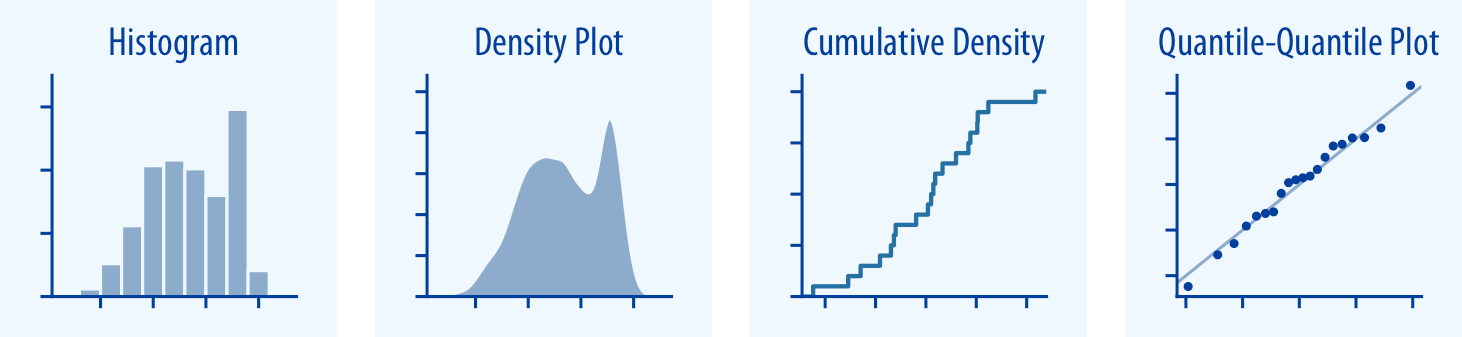 Histogram
Density Plot
Cumulative Density
Quantile-Quantile Plot